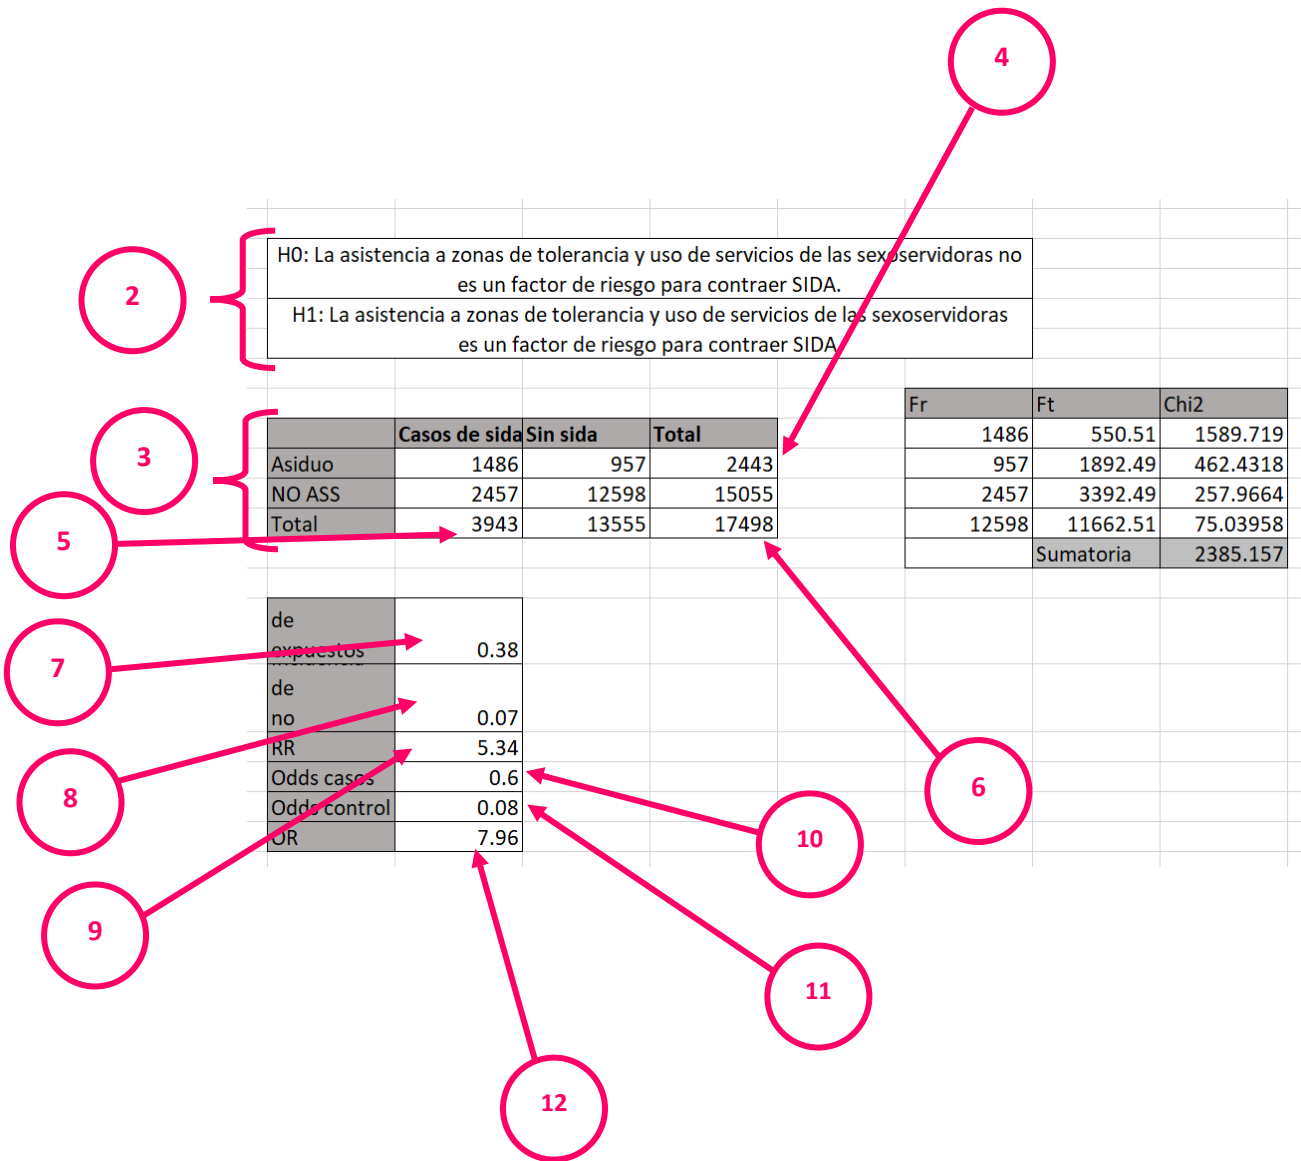 4
2
H0: La asistencia a zonas de tolerancia y uso de servicios de las sexoservidoras no
es un factor de riesgo para contraer SIDA.
H1: La asistencia a zonas de tolerancia y uso de servicios de las sexoservidoras
es un factor de riesgo para contraer SIDA.
3
Casos de sida Sin sida Total
Asiduo 1486 957 2443
NO ASS 2457 12598 15055
Total 3943 13555 17498
Fr Ft Chi2
1486 550.51 1589.719
957 1892.49 462.4318
2457 3392.49 257.9664
12598 11662.51 75.03958
Sumatoria 2385.157
5
de
expuestos 0.38
de
no 0.07
RR 5.34
Odds casos 0.6
Odds control 0.08
OR 7.96
7
8
6
10
9
11
12